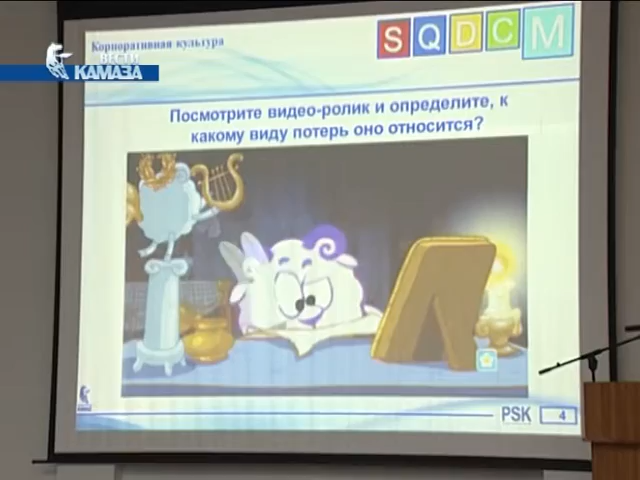 Корпоративная культура
SQDCM
ВЕСТИ
КАМАЗА
Посмотрите видео-ролик и определите, к
какому виду потерь оно относится?
PSK
4